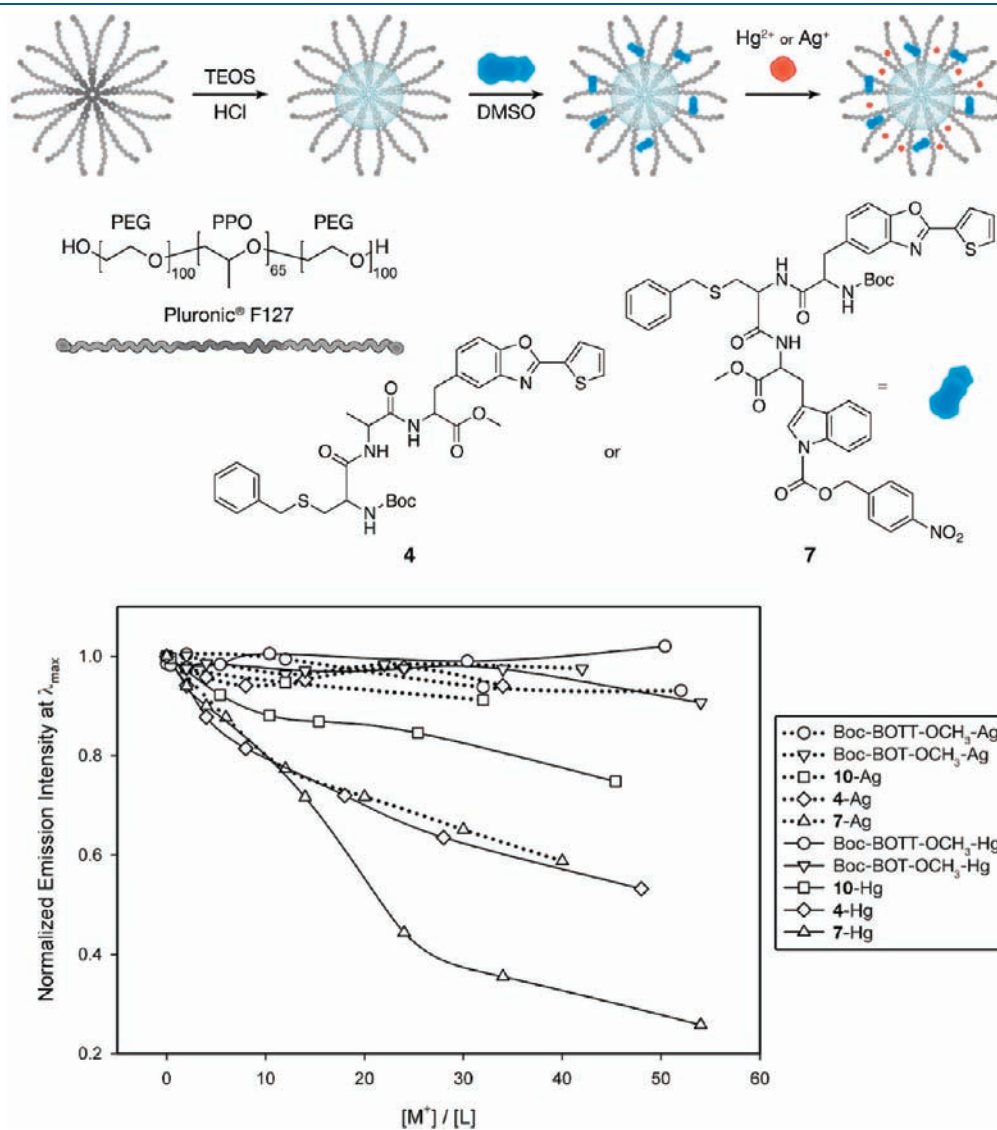 TEOS
HCl
DMSO
Hg²⁺ or Ag⁺
PEG PPO PEG
HO O O O H
100 65 100
Pluronic® F127
O
N
S
O
N
H
O
O
N
H
O
O
S
N
H
Boc
4
or
O
N
S
H
N
S
O
N
H
Boc
O
NH
O
O
N
O
O
NO₂
7
=
Normalized Emission Intensity at λmax
1.0
0.8
0.6
0.4
0.2
0 10 20 30 40 50 60
[M⁺] / [L]
Boc-BOTT-OCH₃-Ag
Boc-BOT-OCH₃-Ag
10-Ag
4-Ag
7-Ag
Boc-BOTT-OCH₃-Hg
Boc-BOT-OCH₃-Hg
10-Hg
4-Hg
7-Hg